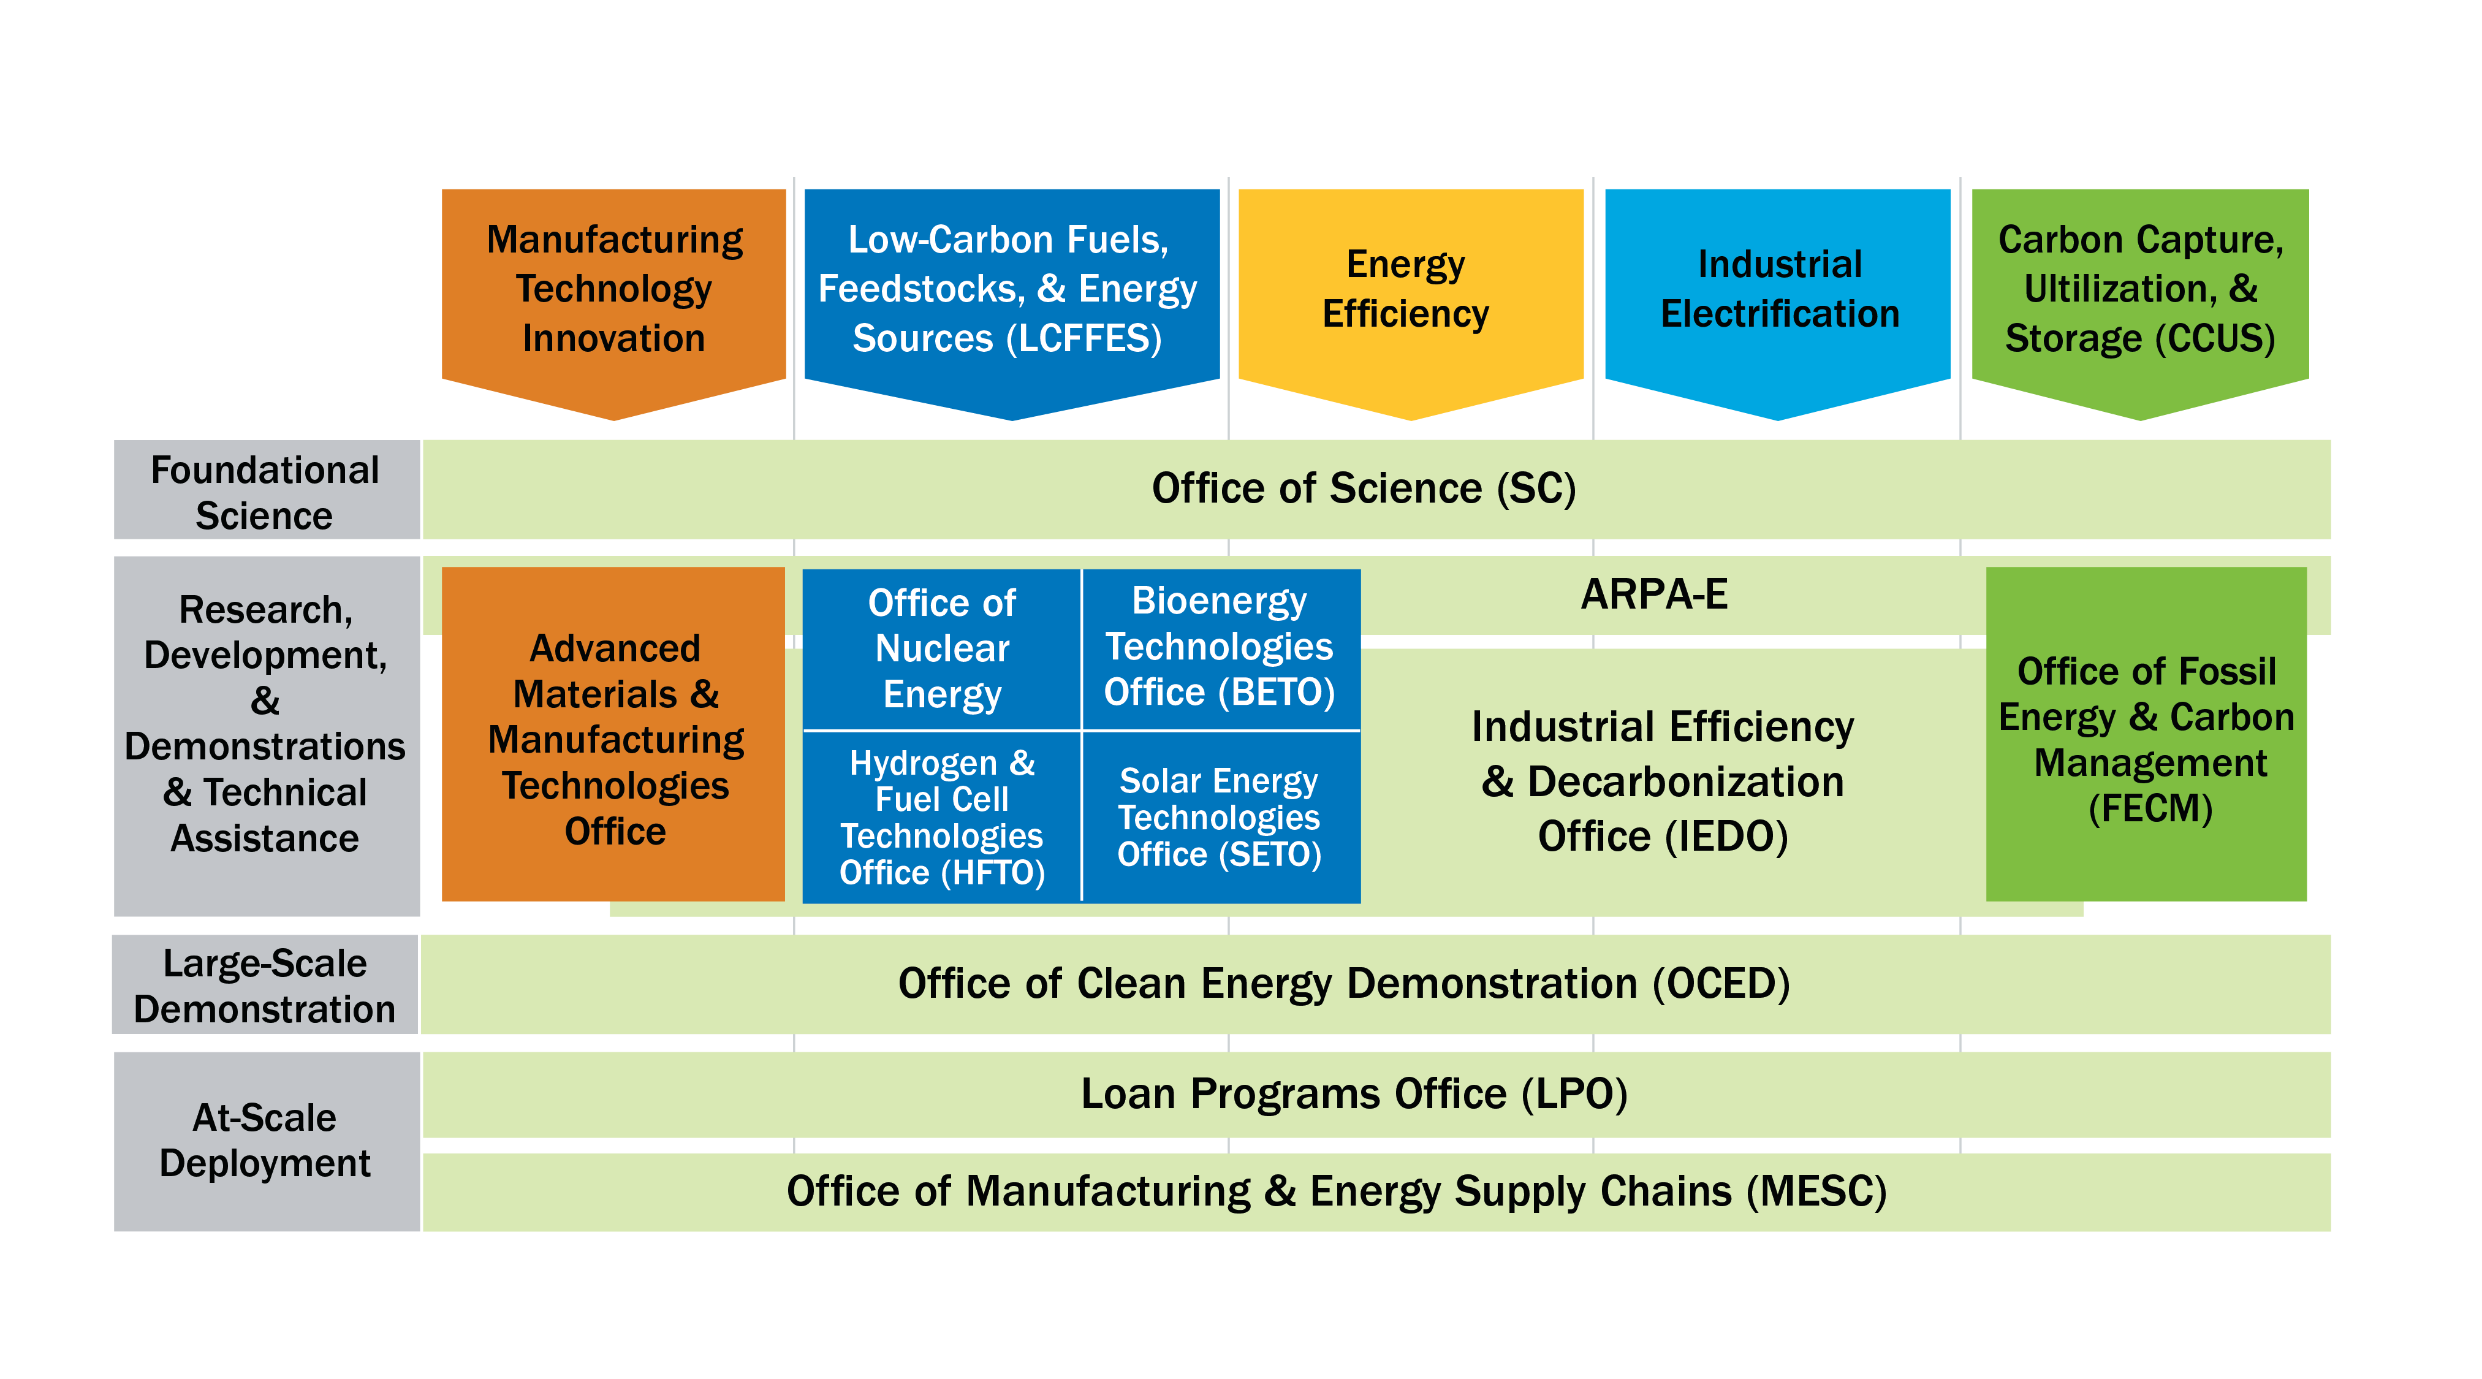 Manufacturing
Technology
Innovation
Low-Carbon Fuels,
Feedstocks, & Energy
Sources (LCFFES)
Energy
Efficiency
Industrial
Electrification
Carbon Capture,
Ultilization, &
Storage (CCUS)
Foundational
Science
Office of Science (SC)
Research,
Development,
&
Demonstrations
& Technical
Assistance
ARPA-E
Advanced
Materials &
Manufacturing
Technologies
Office
Office of
Nuclear
Energy
Bioenergy
Technologies
Office (BETO)
Hydrogen &
Fuel Cell
Technologies
Office (HFTO)
Solar Energy
Technologies
Office (SETO)
Industrial Efficiency
& Decarbonization
Office (IEDO)
Office of Fossil
Energy & Carbon
Management
(FECM)
Large-Scale
Demonstration
Office of Clean Energy Demonstration (OCED)
At-Scale
Deployment
Loan Programs Office (LPO)
Office of Manufacturing & Energy Supply Chains (MESC)